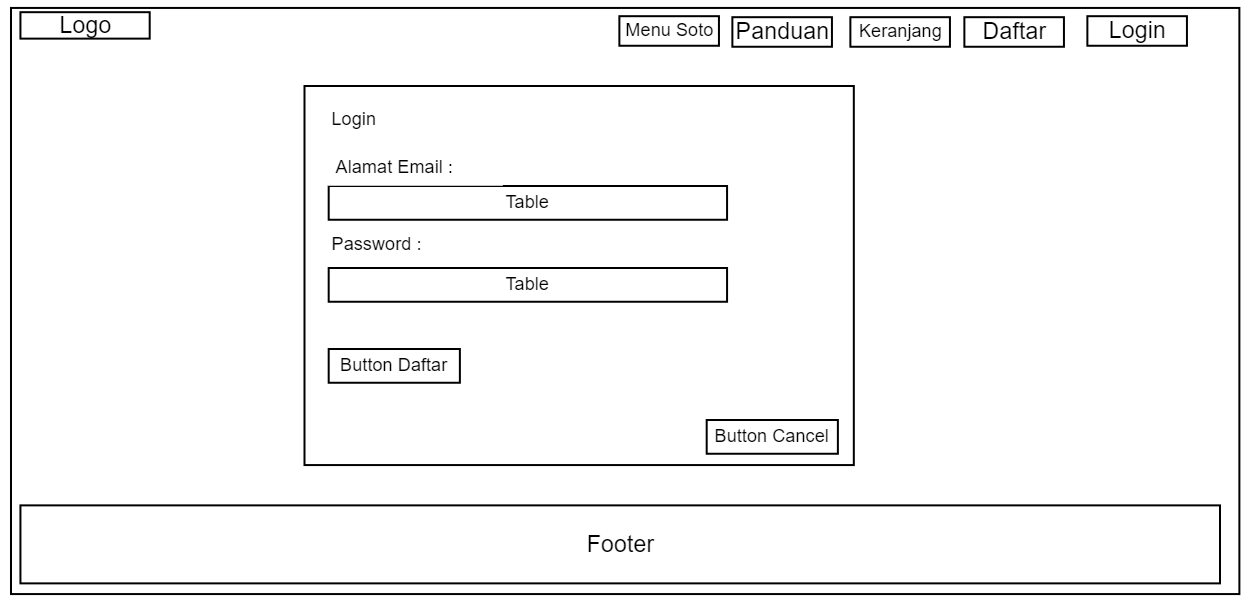 Logo
Menu Soto
Panduan
Keranjang
Daftar
Login
Login
Alamat Email :
Table
Password :
Table
Button Daftar
Button Cancel
Footer